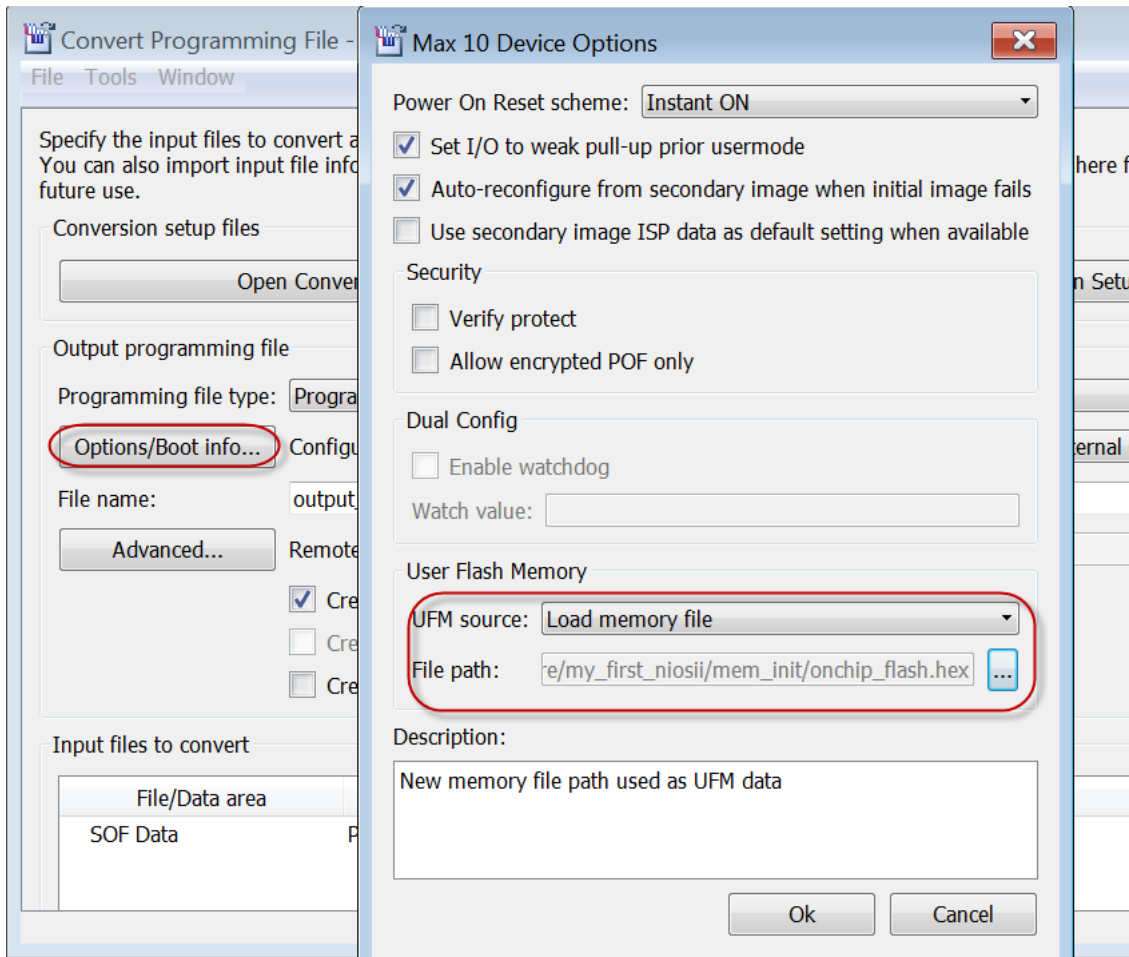 Convert Programming File -
File Tools Window
Specify the input files to convert a
You can also import input file info
here f
future use.
Conversion setup files
Open Conver
n Setu
Output programming file
Programming file type: Progra
Options/Boot info... Configu
ernal
File name: output_
Advanced... Remote
Cre
Cre
Cre
Input files to convert
File/Data area
SOF Data P
Max 10 Device Options
Power On Reset scheme: Instant ON
Set I/O to weak pull-up prior usermode
Auto-reconfigure from secondary image when initial image fails
Use secondary image ISP data as default setting when available
Security
Verify protect
Allow encrypted POF only
Dual Config
Enable watchdog
Watch value:
User Flash Memory
UFM source: Load memory file
File path: re/my_first_niosii/mem_init/onchip_flash.hex ...
Description:
New memory file path used as UFM data
Ok Cancel